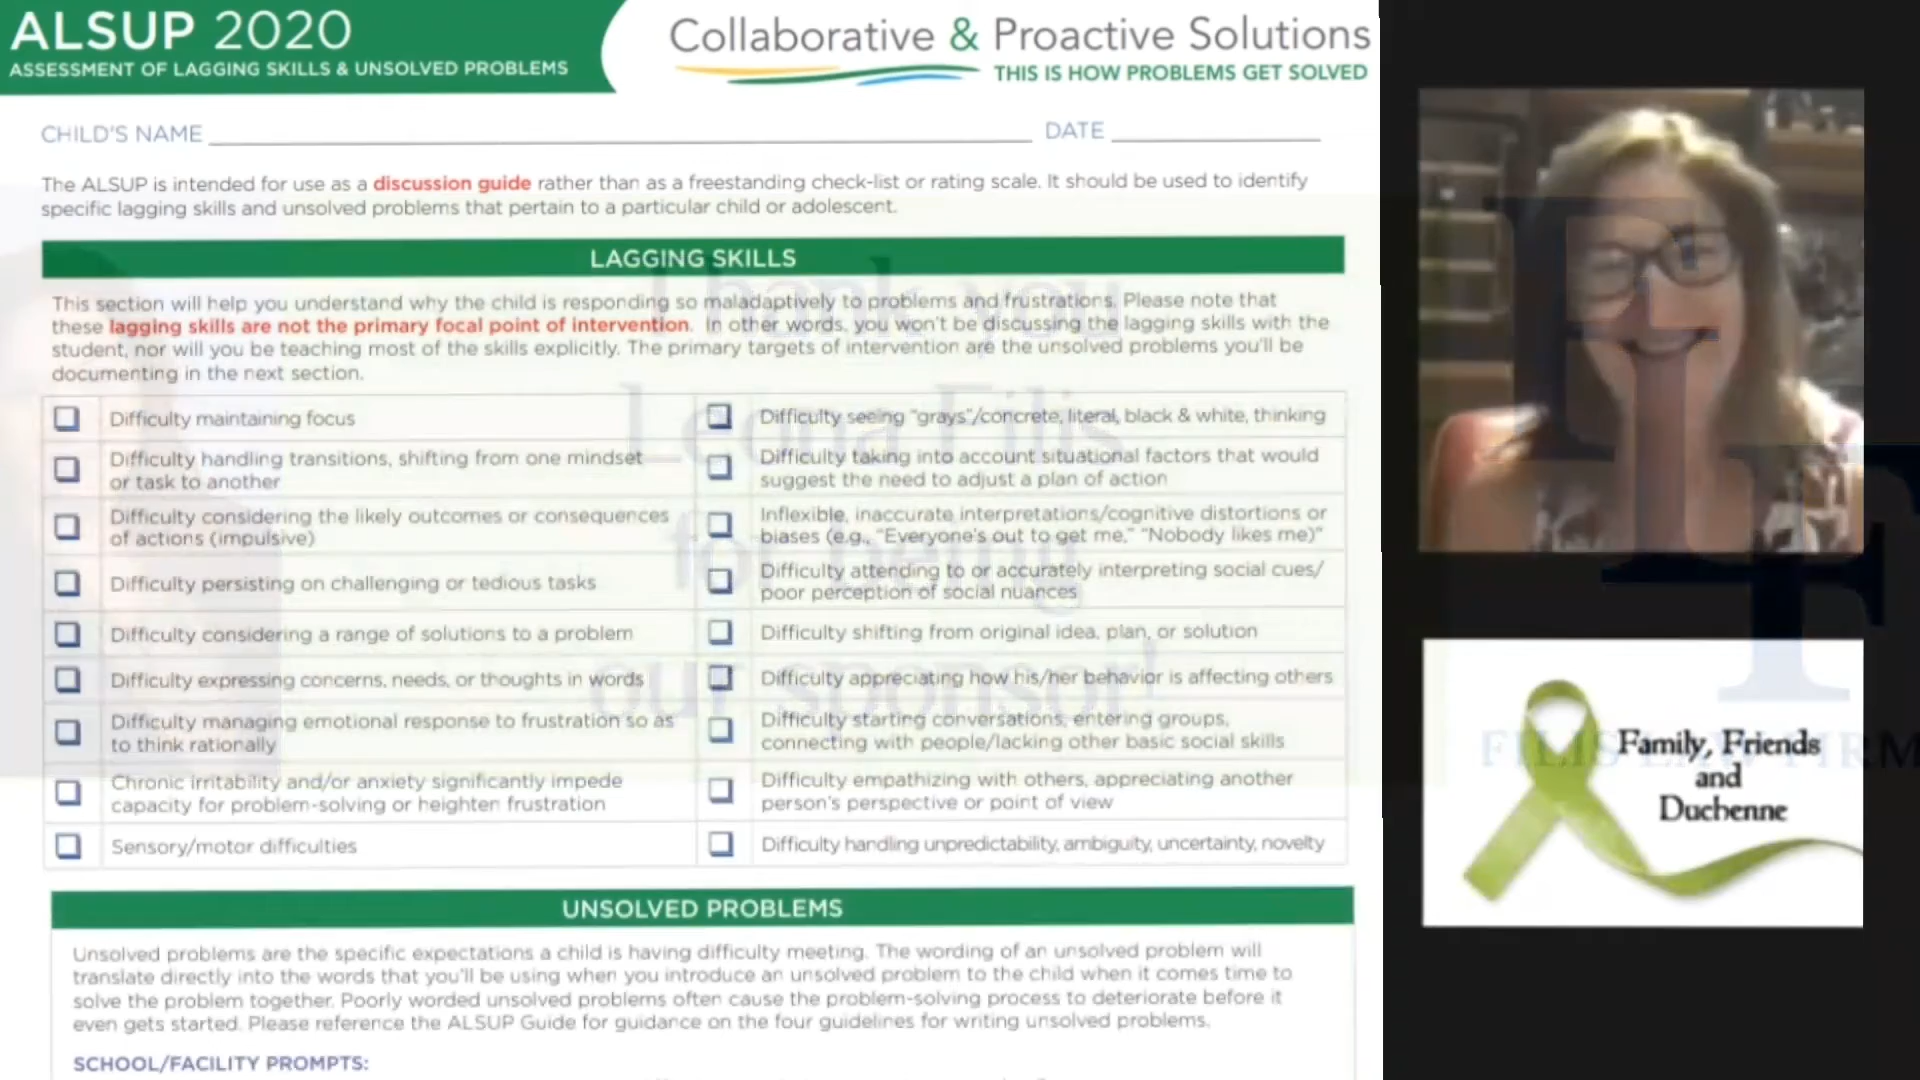 ALSUP 2020
ASSESSMENT OF LAGGING SKILLS & UNSOLVED PROBLEMS
Collaborative & Proactive Solutions
THIS IS HOW PROBLEMS GET SOLVED
CHILD'S NAME
DATE
The ALSUP is intended for use as a discussion guide rather than as a freestanding check-list or rating scale. It should be used to identify
specific lagging skills and unsolved problems that pertain to a particular child or adolescent.
LAGGING SKILLS
This section will help you understand why the child is responding so maladaptively to problems and frustrations. Please note that
these lagging skills are not the primary focal point of intervention. In other words, you won't be discussing the lagging skills with the
student, nor will you be teaching most of the skills explicitly. The primary targets of intervention are the unsolved problems you'll be
documenting in the next section.
Difficulty maintaining focus
Difficulty handling transitions, shifting from one mindset
or task to another
Difficulty considering the likely outcomes or consequences
of actions (impulsive)
Difficulty persisting on challenging or tedious tasks
Difficulty considering a range of solutions to a problem
Difficulty expressing concerns, needs, or thoughts in words
Difficulty managing emotional response to frustration so as
to think rationally
Chronic irritability and/or anxiety significantly impede
capacity for problem-solving or heighten frustration
Sensory/motor difficulties
Difficulty seeing "grays"/concrete, literal, black & white, thinking
Difficulty taking into account situational factors that would
suggest the need to adjust a plan of action
Inflexible, inaccurate interpretations/cognitive distortions or
biases (e.g., "Everyone's out to get me," "Nobody likes me)"
Difficulty attending to or accurately interpreting social cues/
poor perception of social nuances
Difficulty shifting from original idea, plan, or solution
Difficulty appreciating how his/her behavior is affecting others
Difficulty starting conversations, entering groups,
connecting with people/lacking other basic social skills
Difficulty empathizing with others, appreciating another
person's perspective or point of view
Difficulty handling unpredictability, ambiguity, uncertainty, novelty
UNSOLVED PROBLEMS
Unsolved problems are the specific expectations a child is having difficulty meeting. The wording of an unsolved problem will
translate directly into the words that you'll be using when you introduce an unsolved problem to the child when it comes time to
solve the problem together. Poorly worded unsolved problems often cause the problem-solving process to deteriorate before it
even gets started. Please reference the ALSUP Guide for guidance on the four guidelines for writing unsolved problems.
SCHOOL/FACILITY PROMPTS:
Thank you
Leona Filis
for being
our sponsor!
FILIS LAW FIRM
Family, Friends
and
Duchenne